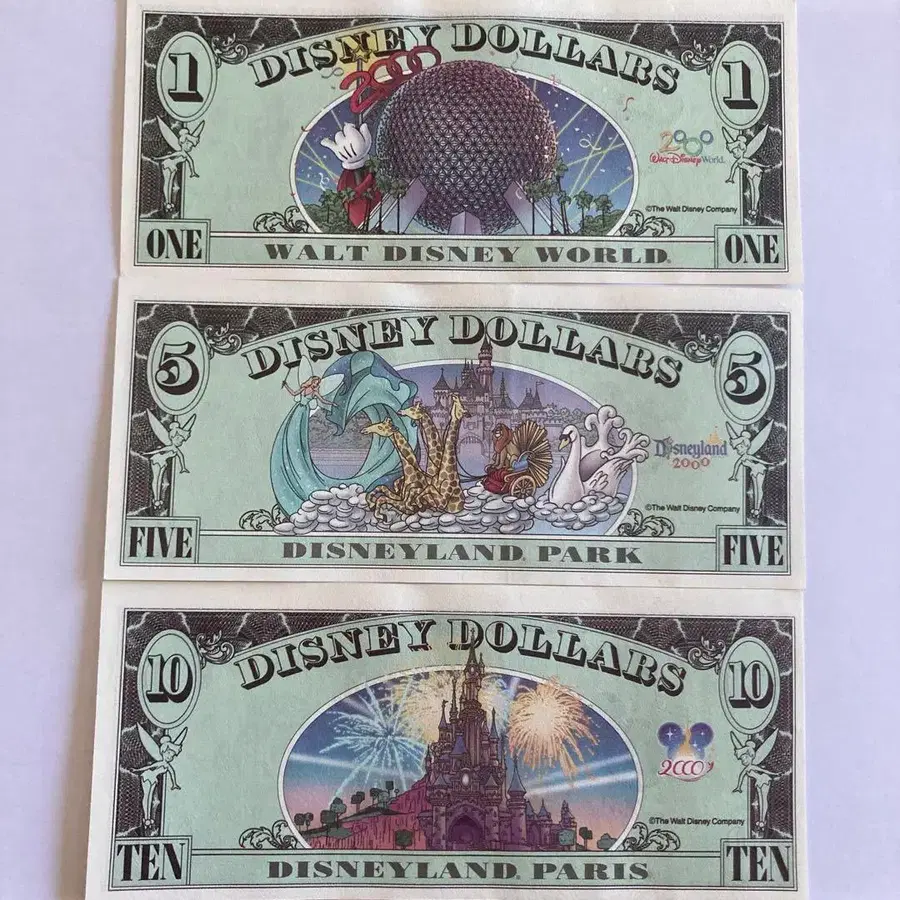 DISNEY DOLLARS
1 1
2000
2000
Walt Disney World.
©The Walt Disney Company
ONE WALT DISNEY WORLD ONE
DISNEY DOLLARS
5 5
Disneyland
2000
©The Walt Disney Company
FIVE DISNEYLAND PARK FIVE
DISNEY DOLLARS
10 10
2000
©The Walt Disney Company
TEN DISNEYLAND PARIS TEN